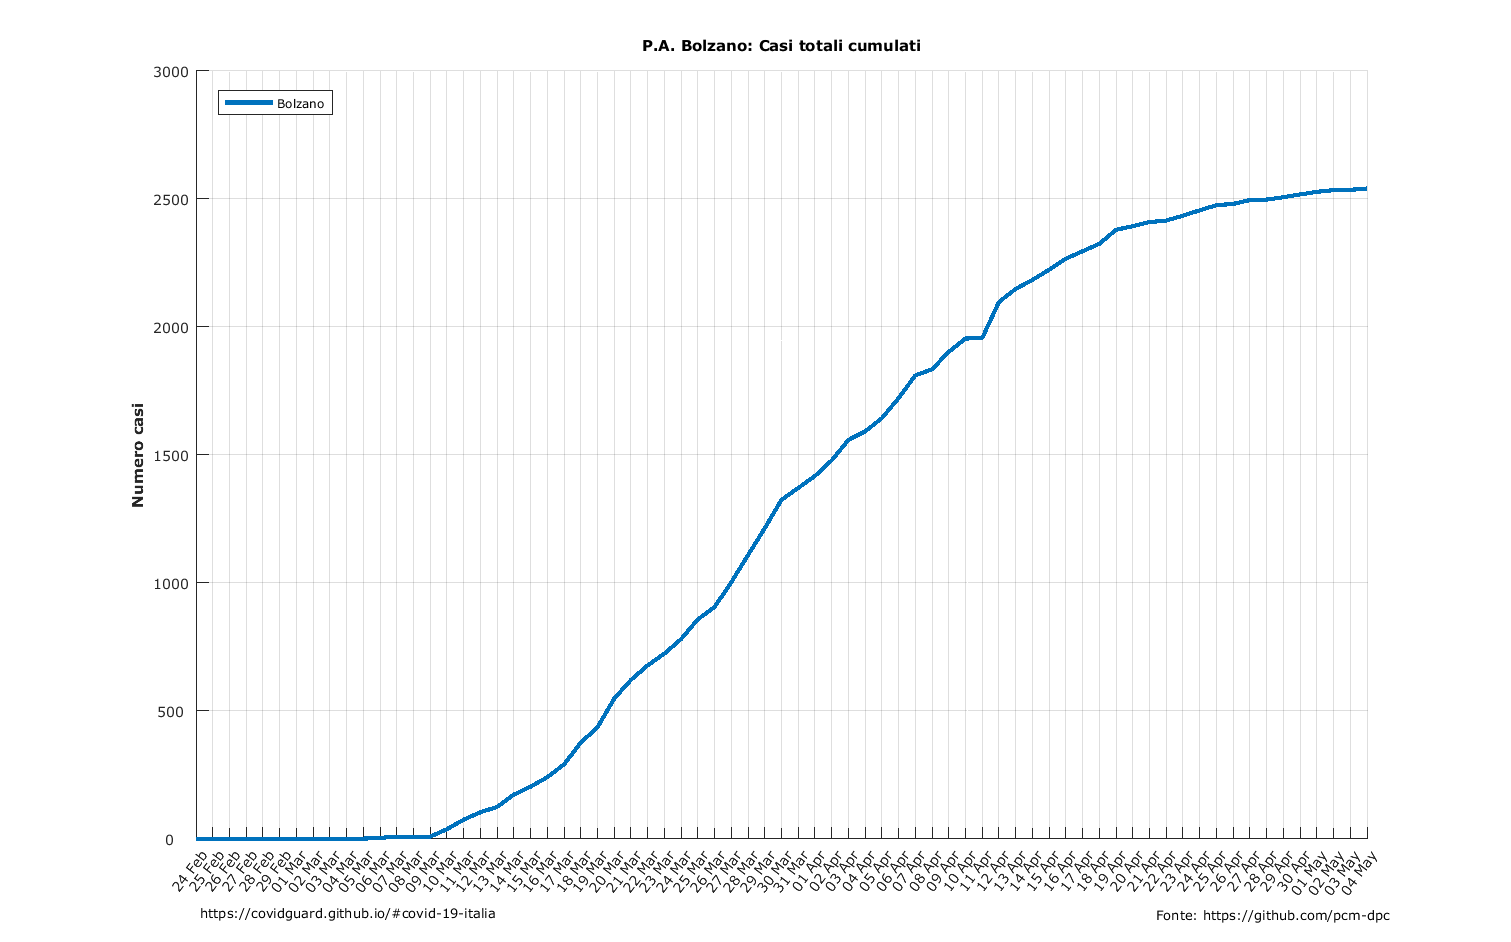 P.A. Bolzano: Casi totali cumulati
Bolzano
Numero casi
3000
2500
2000
1500
1000
500
0
24 Feb
25 Feb
26 Feb
27 Feb
28 Feb
29 Feb
01 Mar
02 Mar
03 Mar
04 Mar
05 Mar
06 Mar
07 Mar
08 Mar
09 Mar
10 Mar
11 Mar
12 Mar
13 Mar
14 Mar
15 Mar
16 Mar
17 Mar
18 Mar
19 Mar
20 Mar
21 Mar
22 Mar
23 Mar
24 Mar
25 Mar
26 Mar
27 Mar
28 Mar
29 Mar
30 Mar
31 Mar
01 Apr
02 Apr
03 Apr
04 Apr
05 Apr
06 Apr
07 Apr
08 Apr
09 Apr
10 Apr
11 Apr
12 Apr
13 Apr
14 Apr
15 Apr
16 Apr
17 Apr
18 Apr
19 Apr
20 Apr
21 Apr
22 Apr
23 Apr
24 Apr
25 Apr
26 Apr
27 Apr
28 Apr
29 Apr
30 Apr
01 May
02 May
03 May
04 May
https://covidguard.github.io/#covid-19-italia
Fonte: https://github.com/pcm-dpc